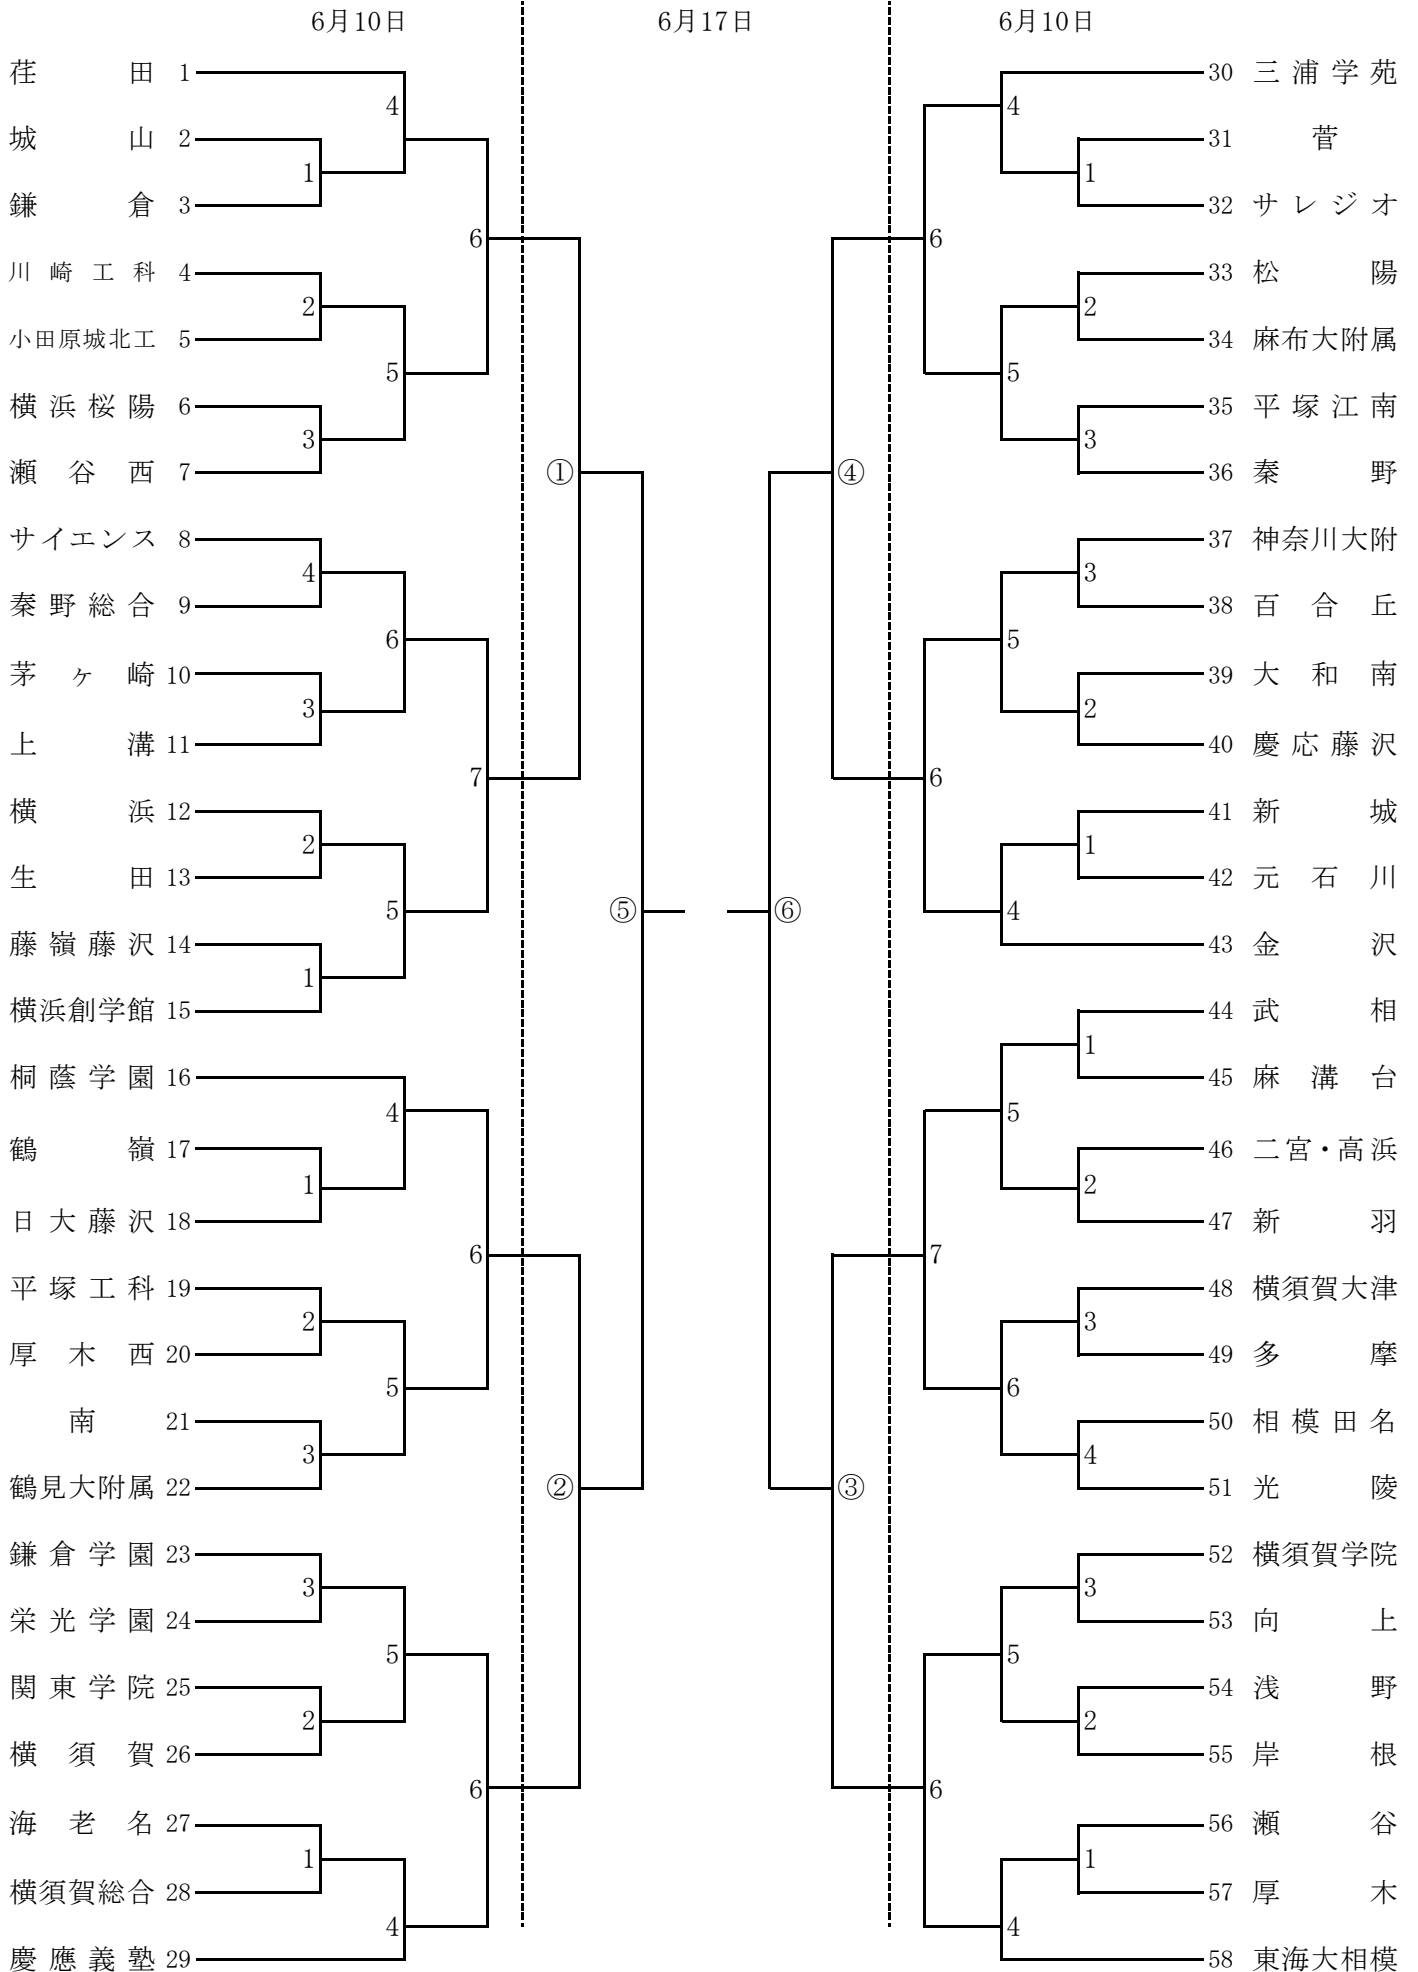 6月10日 6月17日 6月10日
荏田 1 30 三浦学苑
4 4
城山 2 31 菅
1 1
鎌倉 3 32 サレジオ
6 6
川崎工科 4 33 松陽
2 2
小田原城北工 5 34 麻布大附属
5 5
横浜桜陽 6 35 平塚江南
3 3
瀬谷西 7 ① ④ 36 秦野
サイエンス 8 37 神奈川大附
4 3
秦野総合 9 38 百合丘
6 5
茅ヶ崎 10 39 大和南
3 2
上溝 11 40 慶応藤沢
7 6
横浜 12 41 新城
2 1
生田 13 42 元石川
5 ⑤ ⑥ 4
藤嶺藤沢 14 43 金沢
1
横浜創学館 15 44 武相
1
桐蔭学園 16 45 麻溝台
4 5
鶴嶺 17 46 二宮・高浜
1 2
日大藤沢 18 47 新羽
6 7
平塚工科 19 48 横須賀大津
2 3
厚木西 20 49 多摩
5 6
南 21 50 相模田名
3 4
鶴見大附属 22 ② ③ 51 光陵
鎌倉学園 23 52 横須賀学院
3 3
栄光学園 24 53 向上
5 5
関東学院 25 54 浅野
2 2
横須賀 26 55 岸根
6 6
海老名 27 56 瀬谷
1 1
横須賀総合 28 57 厚木
4 4
慶應義塾 29 58 東海大相模